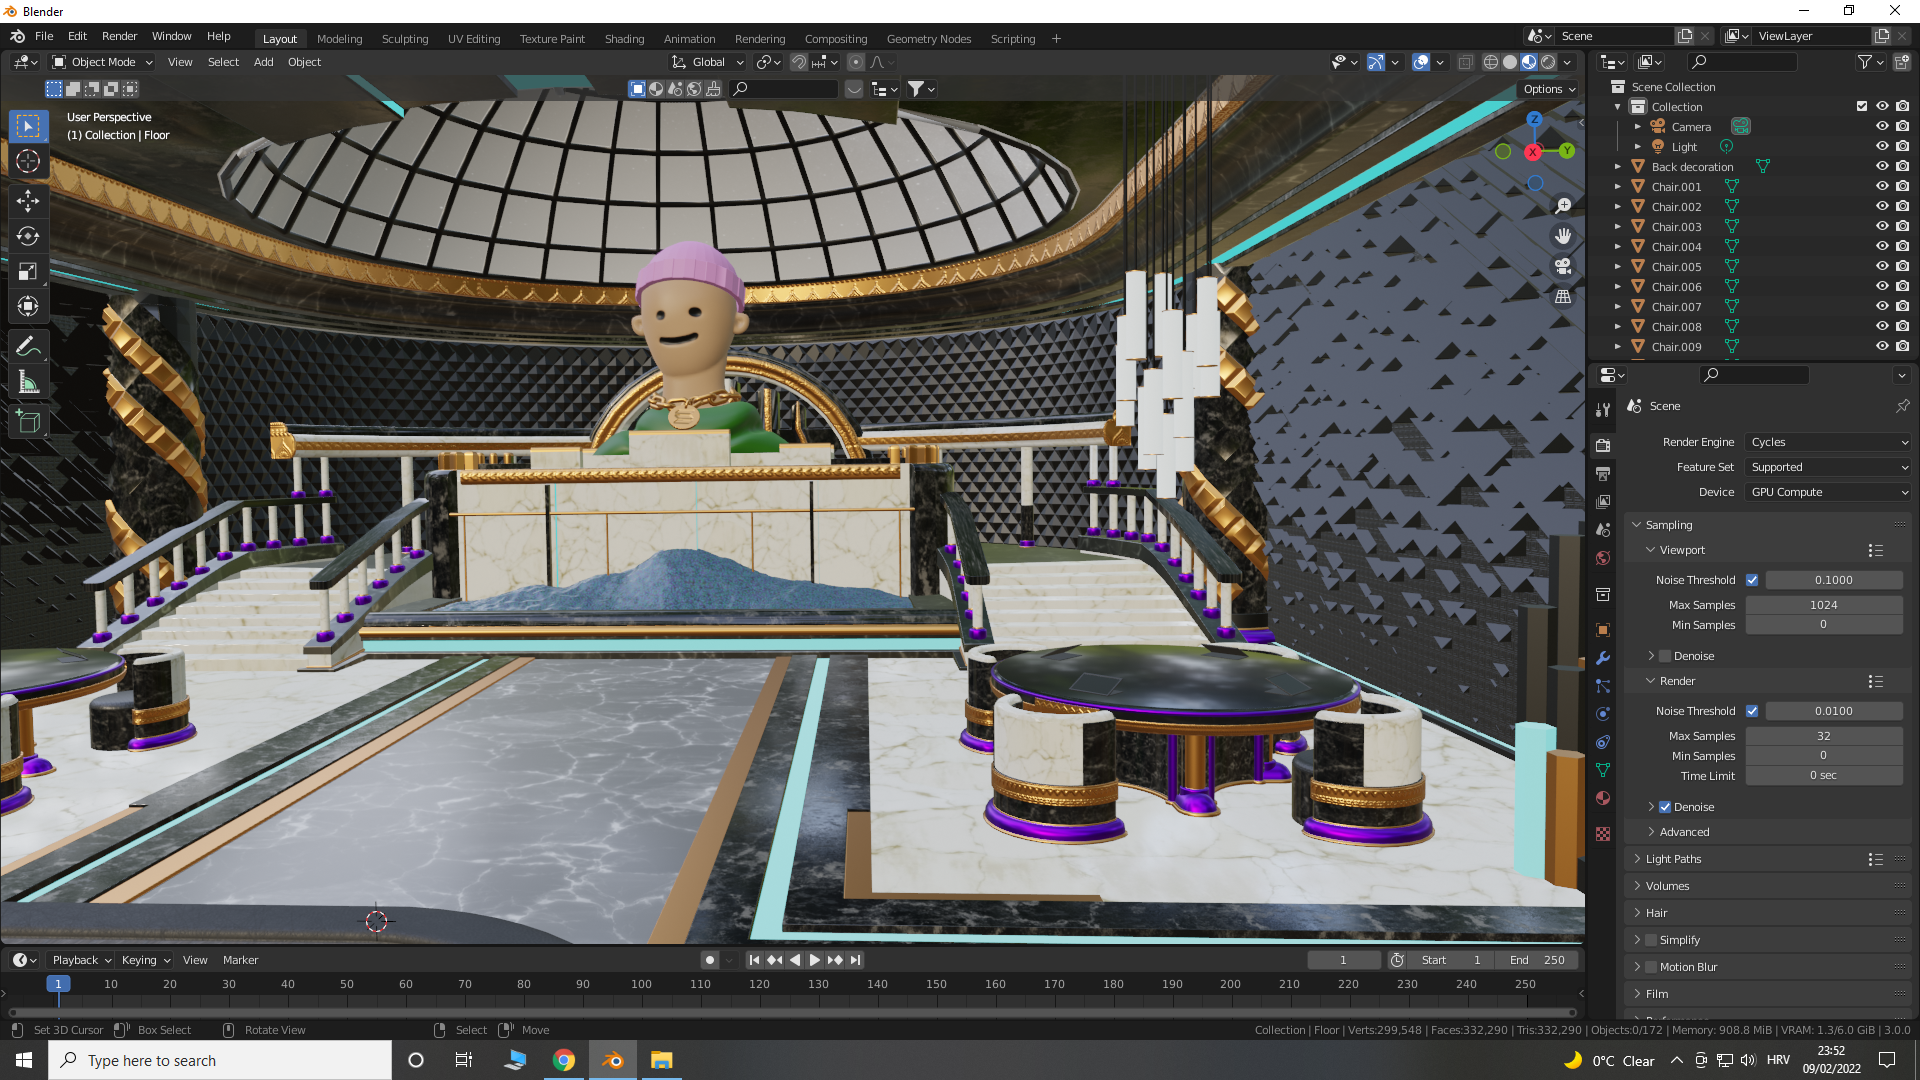 Blender
File Edit Render Window Help
Layout Modeling Sculpting UV Editing Texture Paint Shading Animation Rendering Compositing Geometry Nodes Scripting +
Scene
ViewLayer
Object Mode View Select Add Object
Global
Options
User Perspective
(1) Collection | Floor
Z
Y
X
Scene Collection
Collection
Camera
Light
Back decoration
Chair.001
Chair.002
Chair.003
Chair.004
Chair.005
Chair.006
Chair.007
Chair.008
Chair.009
Scene
Render Engine Cycles
Feature Set Supported
Device GPU Compute
Sampling
Viewport
Noise Threshold 0.1000
Max Samples 1024
Min Samples 0
Denoise
Render
Noise Threshold 0.0100
Max Samples 32
Min Samples 0
Time Limit 0 sec
Denoise
Advanced
Light Paths
Volumes
Hair
Simplify
Motion Blur
Film
Playback Keying View Marker
1 Start 1 End 250
1 10 20 30 40 50 60 70 80 90 100 110 120 130 140 150 160 170 180 190 200 210 220 230 240 250
Set 3D Cursor Box Select Rotate View Select Move
Collection | Floor | Verts:299,548 | Faces:332,290 | Tris:332,290 | Objects:0/172 | Memory: 908.8 MiB | VRAM: 1.3/6.0 GiB | 3.0.0
Type here to search
0°C Clear
HRV
23:52
09/02/2022